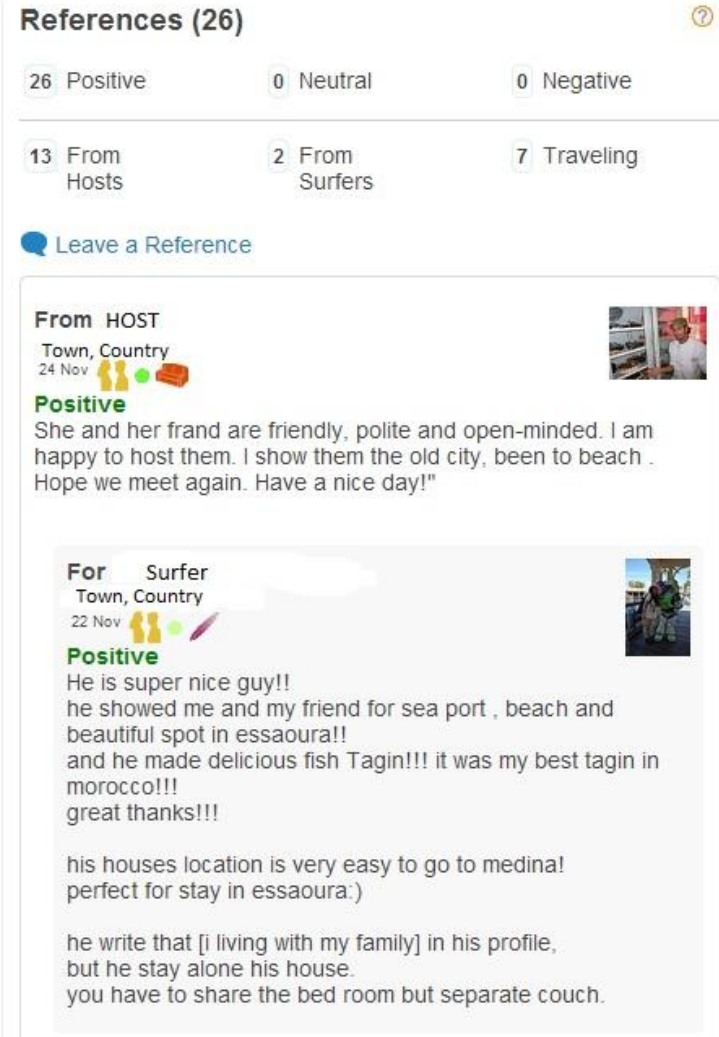 References (26)
?
26 Positive 0 Neutral 0 Negative
13 From Hosts 2 From Surfers 7 Traveling
Leave a Reference
From HOST
Town, Country
24 Nov
Positive
She and her frand are friendly, polite and open-minded. I am
happy to host them. I show them the old city, been to beach .
Hope we meet again. Have a nice day!"
For Surfer
Town, Country
22 Nov
Positive
He is super nice guy!!
he showed me and my friend for sea port , beach and
beautiful spot in essaoura!!
and he made delicious fish Tagin!!! it was my best tagin in
morocco!!!
great thanks!!!
his houses location is very easy to go to medina!
perfect for stay in essaoura:)
he write that [i living with my family] in his profile,
but he stay alone his house.
you have to share the bed room but separate couch.